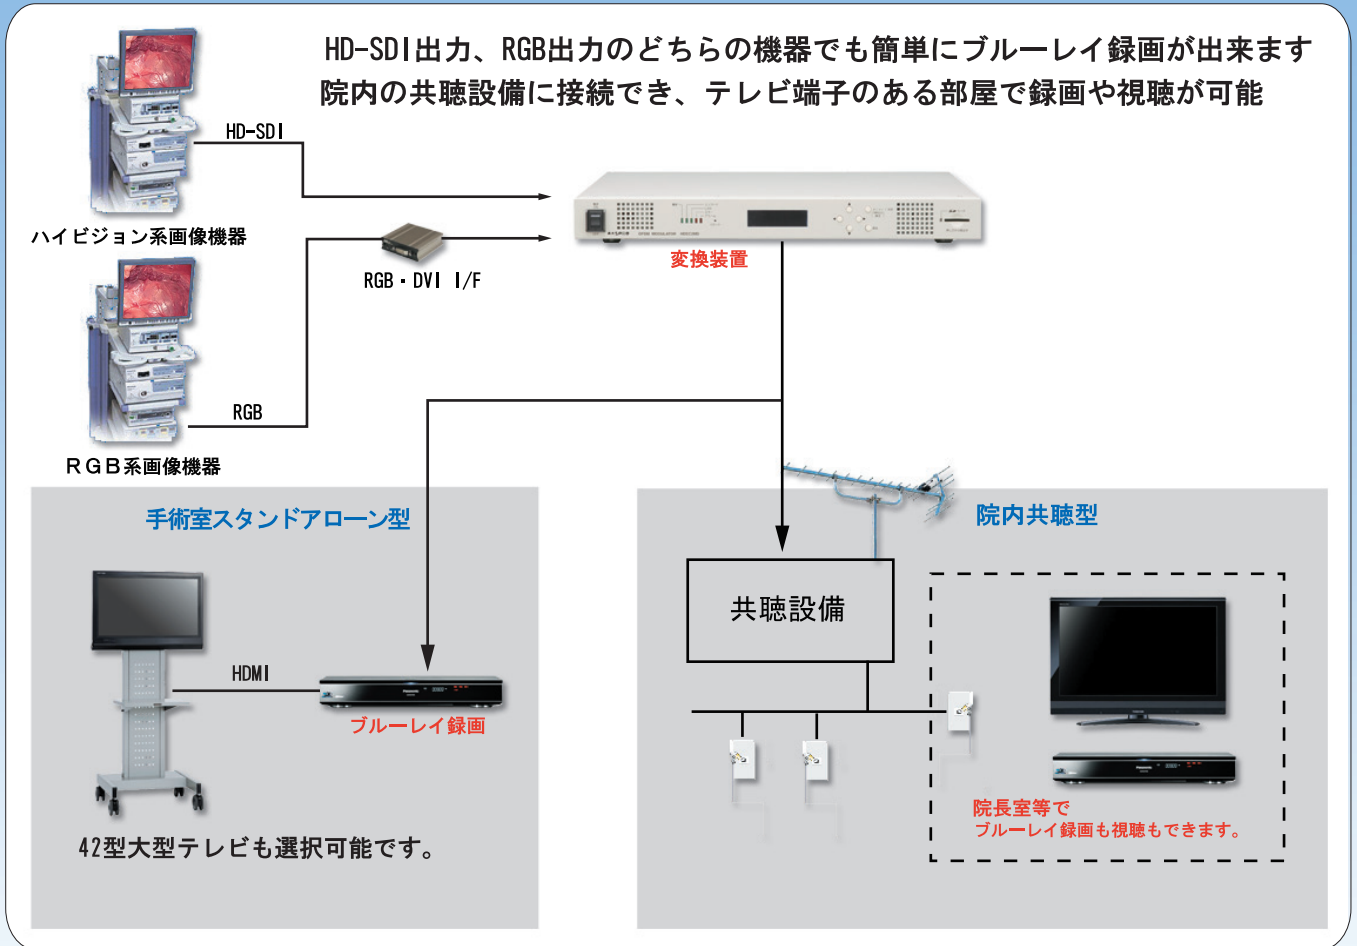 HD-SDI出力、RGB出力のどちらの機器でも簡単にブルーレイ録画が出来ます
院内の共聴設備に接続でき、テレビ端子のある部屋で録画や視聴が可能
HD-SDI
ハイビジョン系画像機器
RGB・DVI I/F
変換装置
RGB
ＲＧＢ系画像機器
手術室スタンドアローン型
HDMI
ブルーレイ録画
42型大型テレビも選択可能です。
院内共聴型
共聴設備
院長室等で
ブルーレイ録画も視聴もできます。